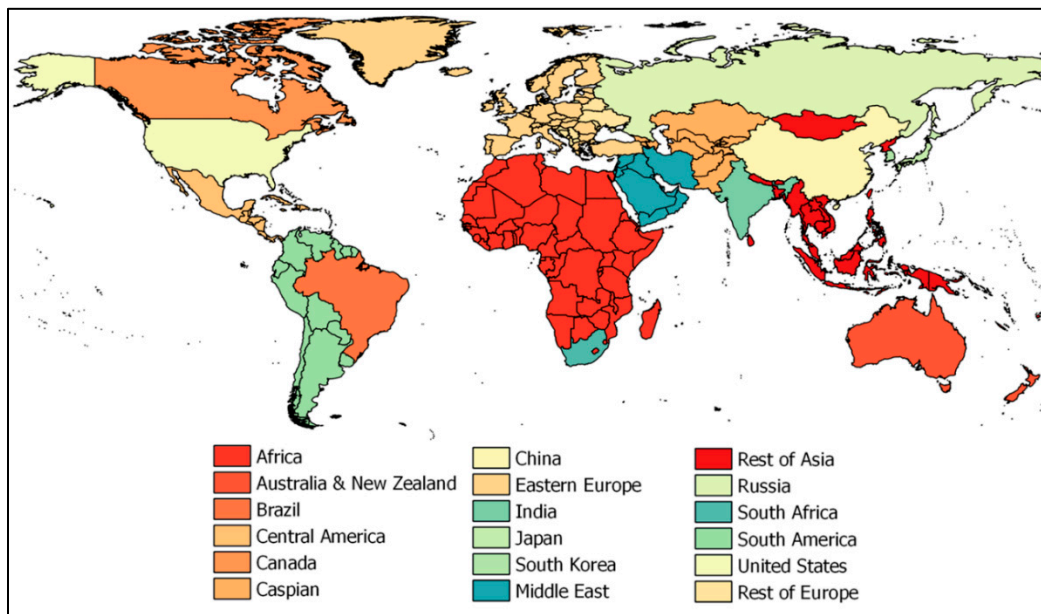 Africa
Australia & New Zealand
Brazil
Central America
Canada
Caspian
China
Eastern Europe
India
Japan
South Korea
Middle East
Rest of Asia
Russia
South Africa
South America
United States
Rest of Europe